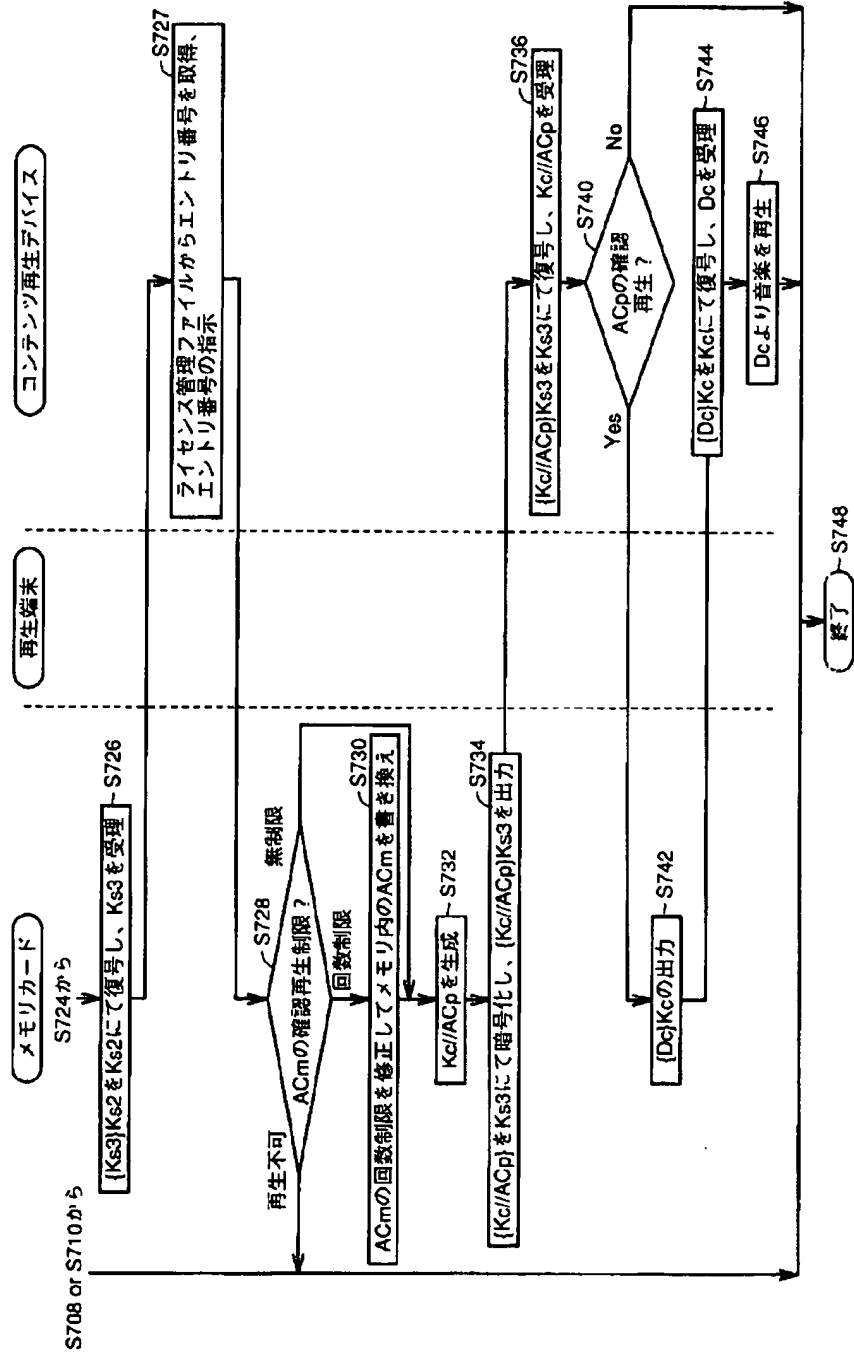 メモリカード
再生端末
コンテンツ再生デバイス
S708 or S710から
S724から
{Ks3}Ks2をKs2にて復号し、Ks3を受理
S726
ライセンス管理ファイルからエントリ番号を取得、
エントリ番号の指示
S727
ACmの確認再生制限？
S728
再生不可
無制限
回数制限
ACmの回数制限を修正してメモリ内のACmを書き換え
S730
Kc//ACpを生成
S732
{Kc//ACp}をKs3にて暗号化し、{Kc//ACp}Ks3を出力
S734
{Kc//ACp}Ks3をKs3にて復号し、Kc//ACpを受理
S736
ACpの確認
再生？
S740
Yes
No
{Dc}Kcの出力
S742
{Dc}KcをKcにて復号し、Dcを受理
S744
Dcより音楽を再生
S746
終了
S748